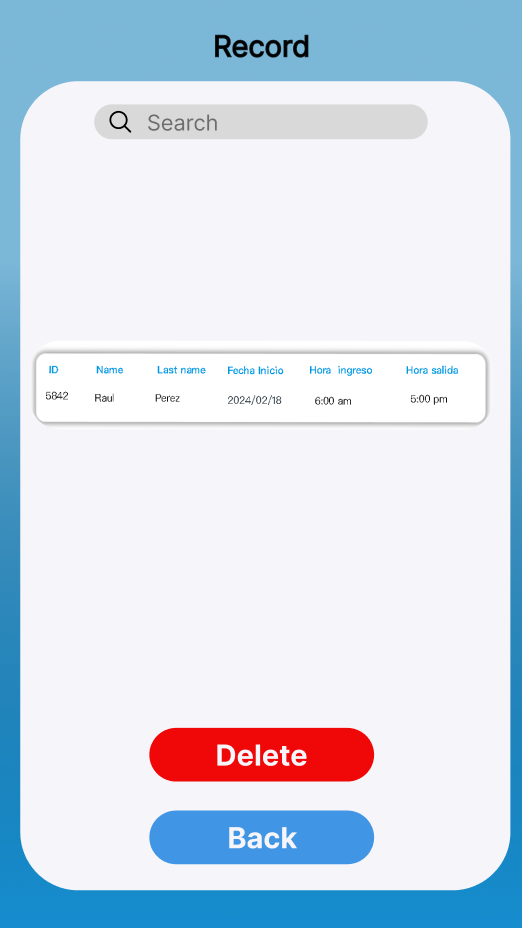 Record
Search
ID Name Last name Fecha Inicio Hora ingreso Hora salida
5842 Raul Perez 2024/02/18 6:00 am 5:00 pm
Delete
Back